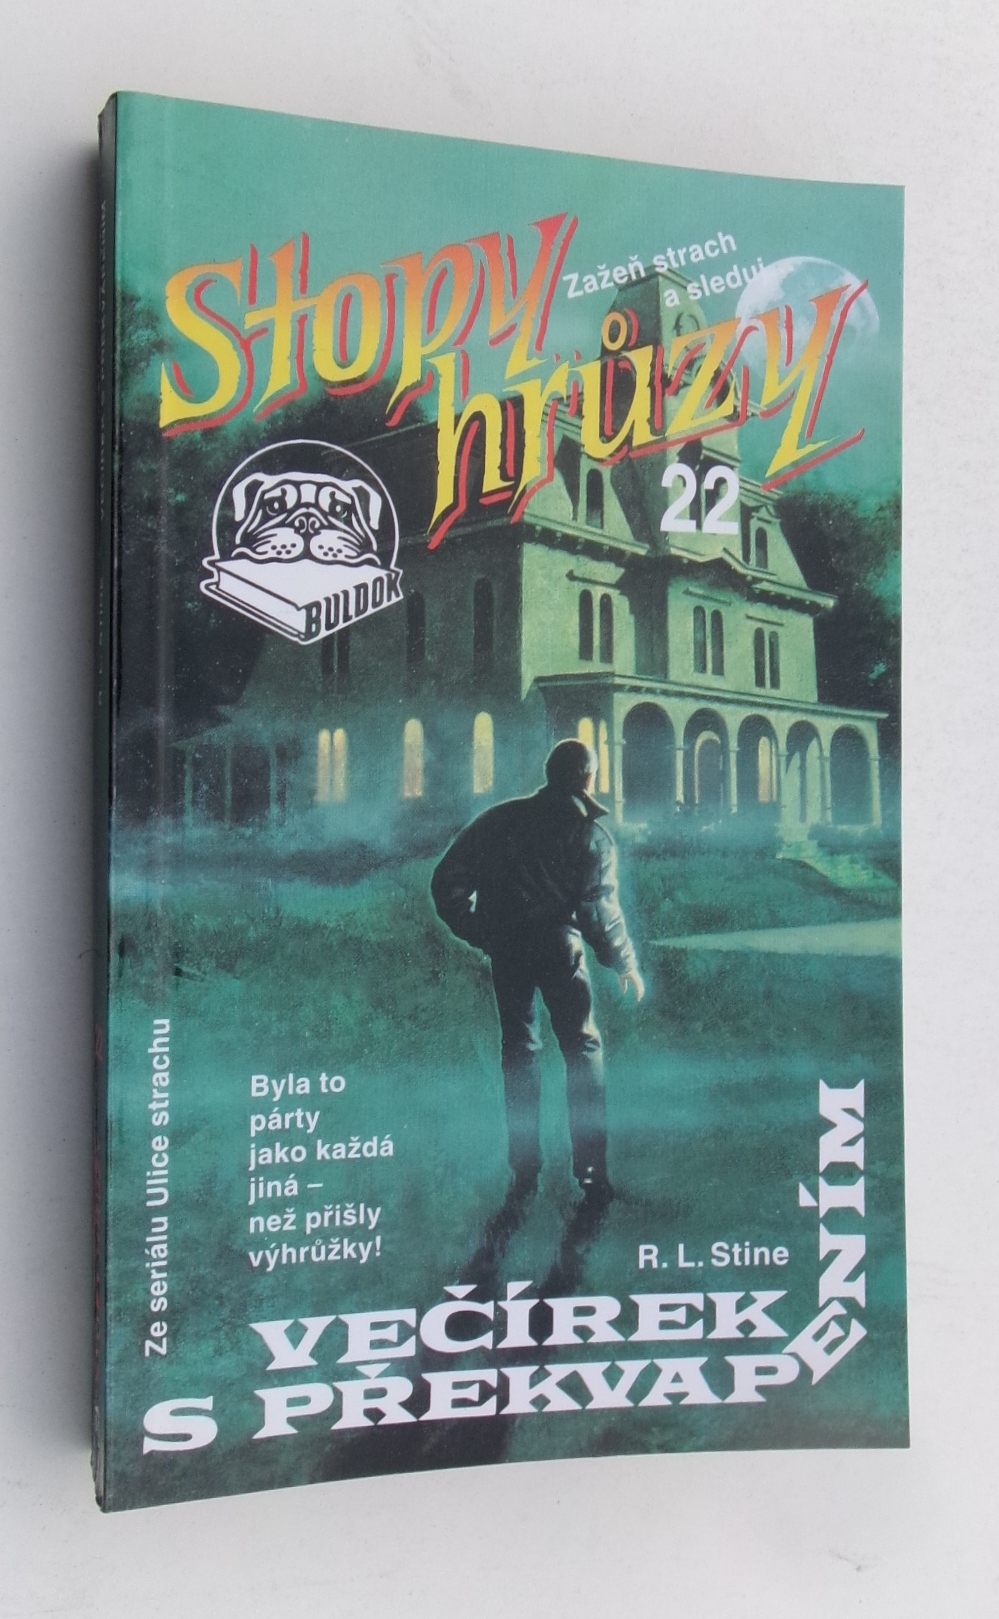 Stopy
hrůzy
Zažeň strach
a sleduj
22
BULDOK
Ze seriálu Ulice strachu
Byla to
párty
jako každá
jiná –
než přišly
výhrůžky!
R. L. Stine
VEČÍREK
S PŘEKVAPENÍM